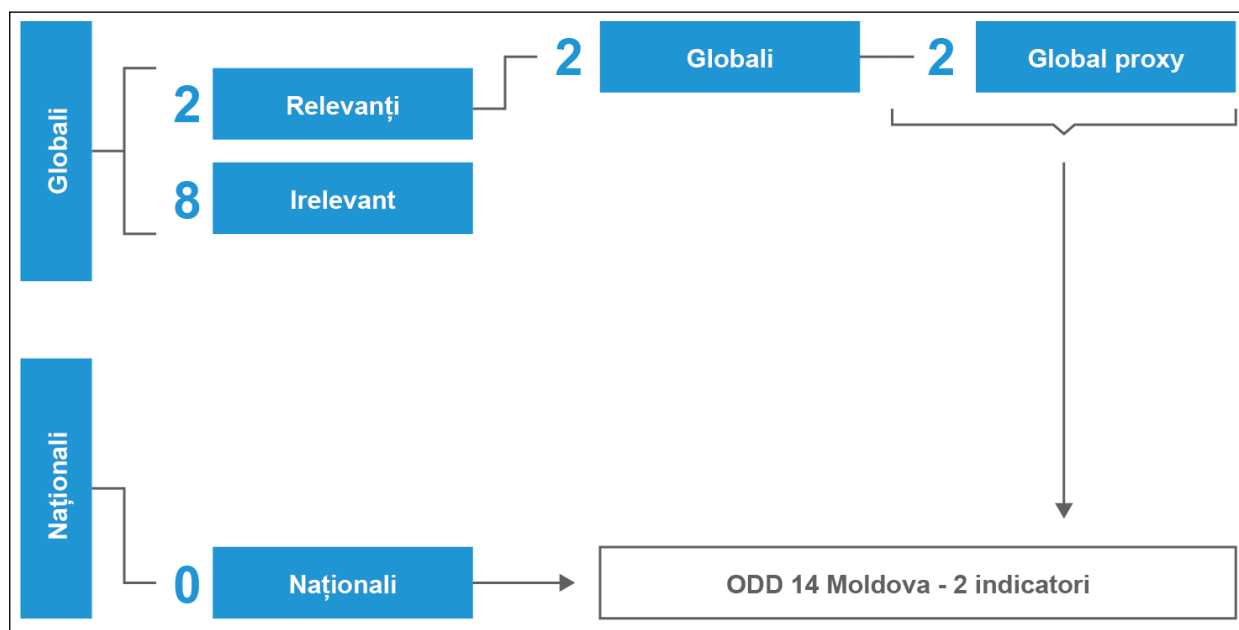 Globali
2 Relevanți
8 Irelevant
2 Globali
2 Global proxy
Naționali
0 Naționali
ODD 14 Moldova - 2 indicatori